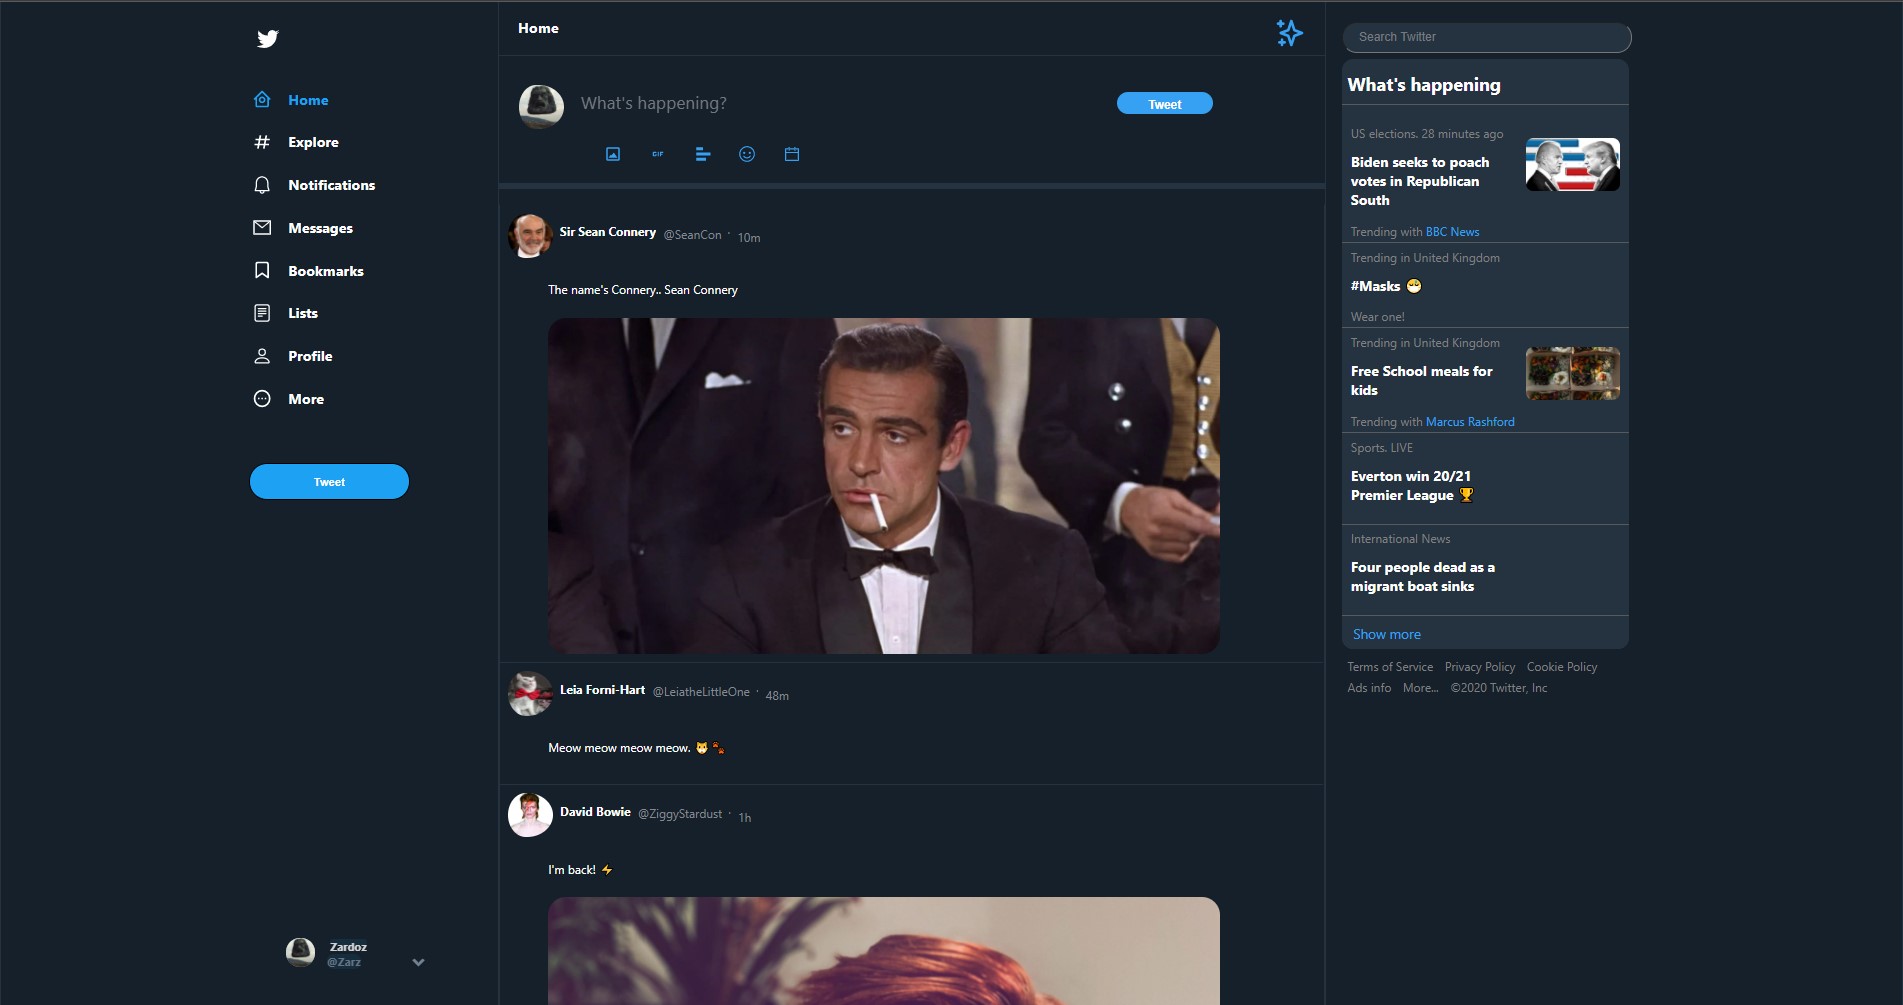 Home
Explore
Notifications
Messages
Bookmarks
Lists
Profile
More
Tweet
Zardoz
@Zarz
Home
What's happening?
Tweet
GIF
Sir Sean Connery @SeanCon · 10m
The name's Connery.. Sean Connery
Leia Forni-Hart @LeiatheLittleOne · 48m
Meow meow meow meow. 🐱🐾
David Bowie @ZiggyStardust · 1h
I'm back! ⚡
Search Twitter
What's happening
US elections. 28 minutes ago
Biden seeks to poach
votes in Republican
South
Trending with BBC News
Trending in United Kingdom
#Masks 😷
Wear one!
Trending in United Kingdom
Free School meals for
kids
Trending with Marcus Rashford
Sports. LIVE
Everton win 20/21
Premier League 🏆
International News
Four people dead as a
migrant boat sinks
Show more
Terms of Service Privacy Policy Cookie Policy
Ads info More... ©2020 Twitter, Inc